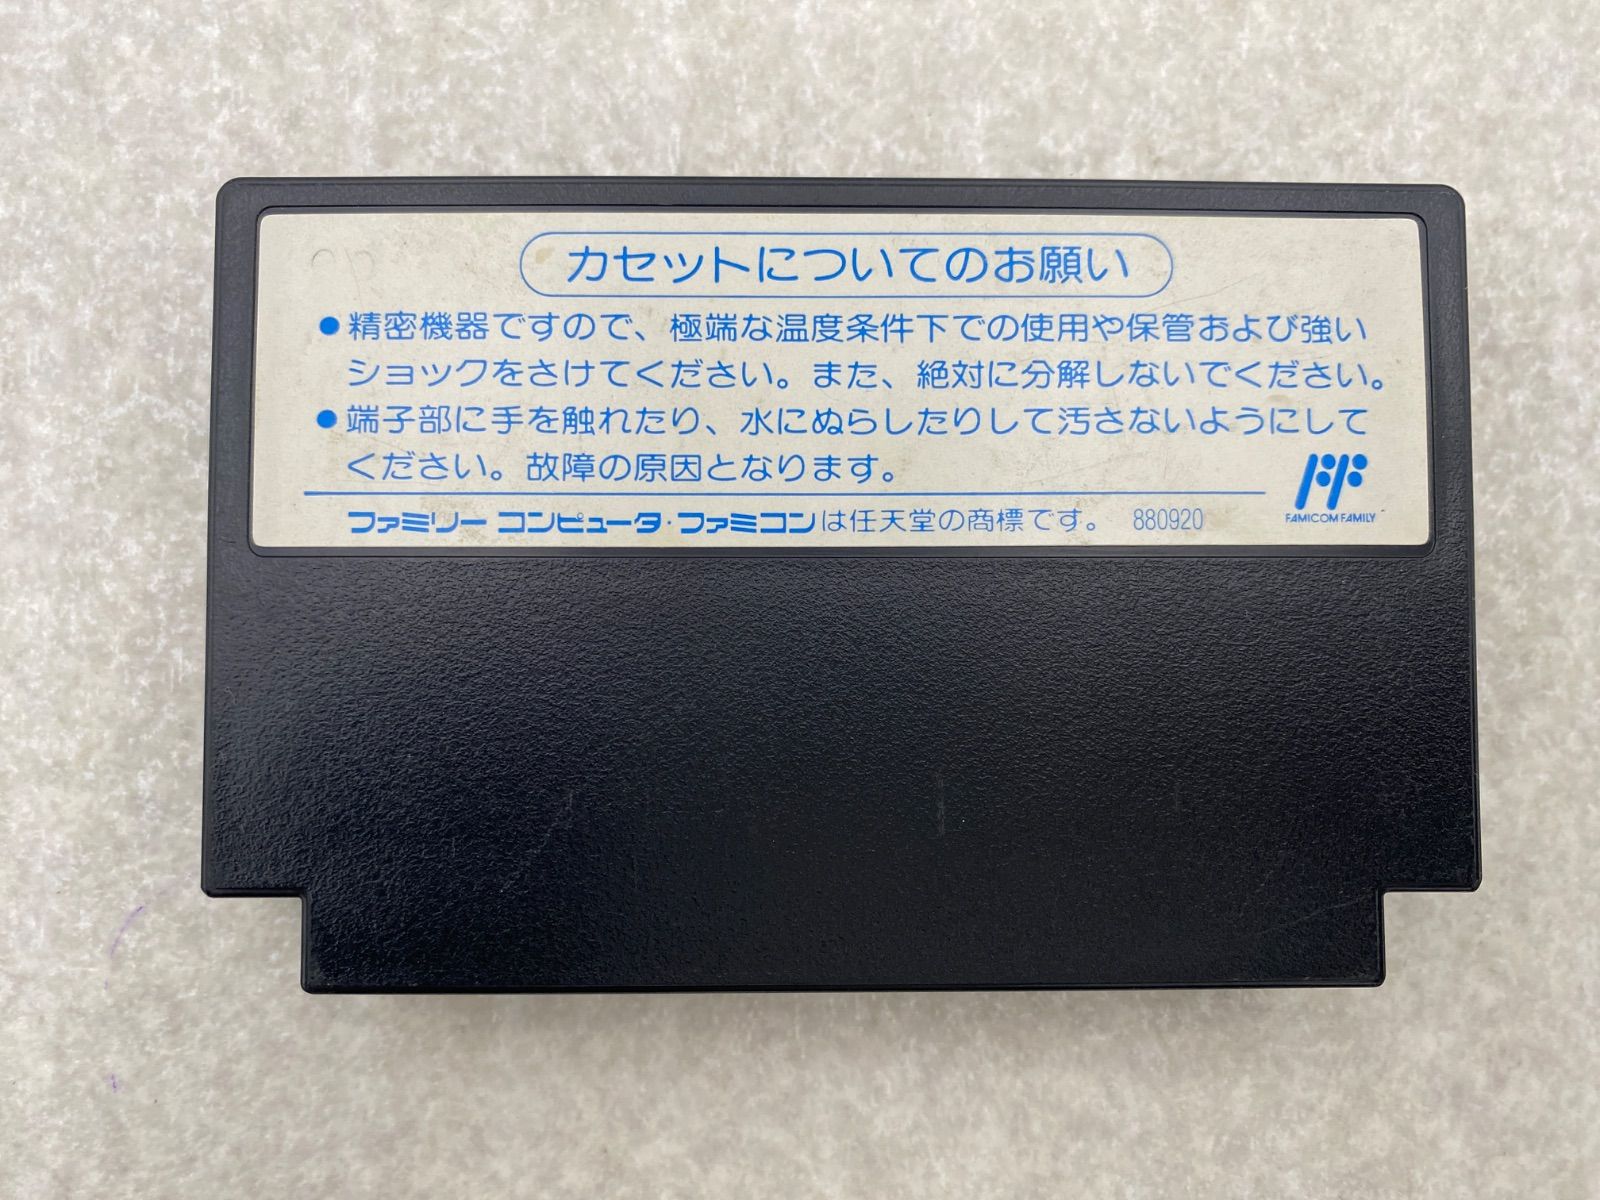 カセットについてのお願い
●精密機器ですので、極端な温度条件下での使用や保管および強い
ショックをさけてください。また、絶対に分解しないでください。
●端子部に手を触れたり、水にぬらしたりして汚さないようにして
ください。故障の原因となります。
ファミリーコンピュータ・ファミコンは任天堂の商標です。 880920
FAMICOM FAMILY